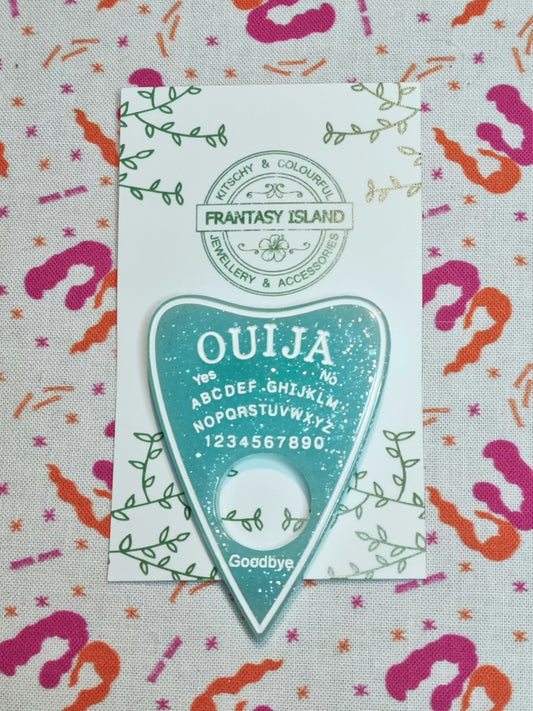 KITSCHY & COLOURFUL
FRANTASY ISLAND
JEWELLERY & ACCESSORIES
OUIJA
Yes No
ABCDEF GHIJKLM
NOPQRSTUVWXYZ
1234567890
Goodbye